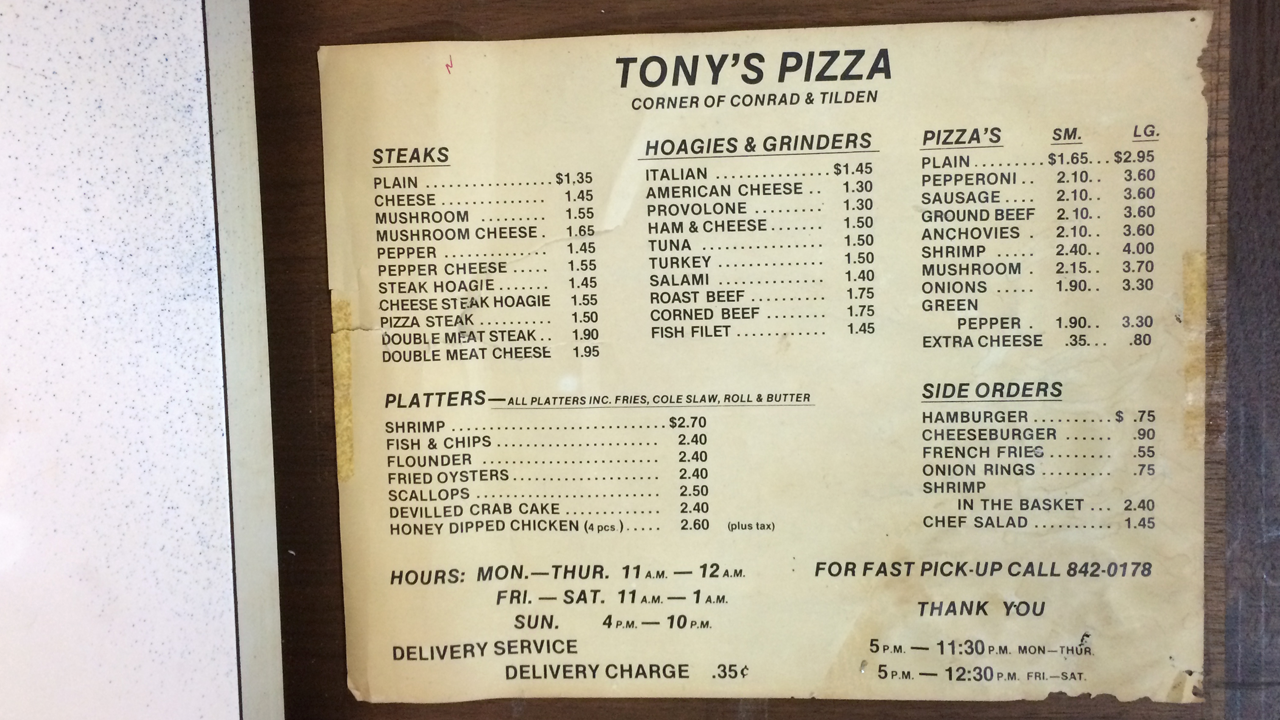 TONY'S PIZZA
CORNER OF CONRAD & TILDEN
STEAKS
PLAIN ................. $1.35
CHEESE ............... 1.45
MUSHROOM ......... 1.55
MUSHROOM CHEESE . 1.65
PEPPER ............... 1.45
PEPPER CHEESE ..... 1.55
STEAK HOAGIE ....... 1.45
CHEESE STEAK HOAGIE 1.55
PIZZA STEAK .......... 1.50
DOUBLE MEAT STEAK .. 1.90
DOUBLE MEAT CHEESE 1.95
HOAGIES & GRINDERS
ITALIAN ............... $1.45
AMERICAN CHEESE .. 1.30
PROVOLONE ......... 1.30
HAM & CHEESE ....... 1.50
TUNA ................ 1.50
TURKEY .............. 1.50
SALAMI .............. 1.40
ROAST BEEF .......... 1.75
CORNED BEEF ........ 1.75
FISH FILET ............ 1.45
PIZZA'S SM. LG.
PLAIN ......... $1.65... $2.95
PEPPERONI .. 2.10.. 3.60
SAUSAGE .... 2.10.. 3.60
GROUND BEEF 2.10.. 3.60
ANCHOVIES . 2.10.. 3.60
SHRIMP ..... 2.40.. 4.00
MUSHROOM . 2.15.. 3.70
ONIONS ..... 1.90.. 3.30
GREEN
PEPPER . 1.90.. 3.30
EXTRA CHEESE .35... .80
PLATTERS—ALL PLATTERS INC. FRIES, COLE SLAW, ROLL & BUTTER
SHRIMP ............................. $2.70
FISH & CHIPS ...................... 2.40
FLOUNDER ........................ 2.40
FRIED OYSTERS .................... 2.40
SCALLOPS ......................... 2.50
DEVILLED CRAB CAKE ............. 2.40
HONEY DIPPED CHICKEN (4 pcs.) ..... 2.60 (plus tax)
SIDE ORDERS
HAMBURGER .......... $ .75
CHEESEBURGER ...... .90
FRENCH FRIES ........ .55
ONION RINGS ......... .75
SHRIMP
IN THE BASKET ... 2.40
CHEF SALAD .......... 1.45
HOURS: MON.—THUR. 11 A.M. — 12 A.M.
FRI. — SAT. 11 A.M. — 1 A.M.
SUN. 4 P.M. — 10 P.M.
DELIVERY SERVICE
DELIVERY CHARGE .35¢
FOR FAST PICK-UP CALL 842-0178
THANK YOU
5 P.M. — 11:30 P.M. MON—THUR.
5 P.M. — 12:30 P.M. FRI.—SAT.